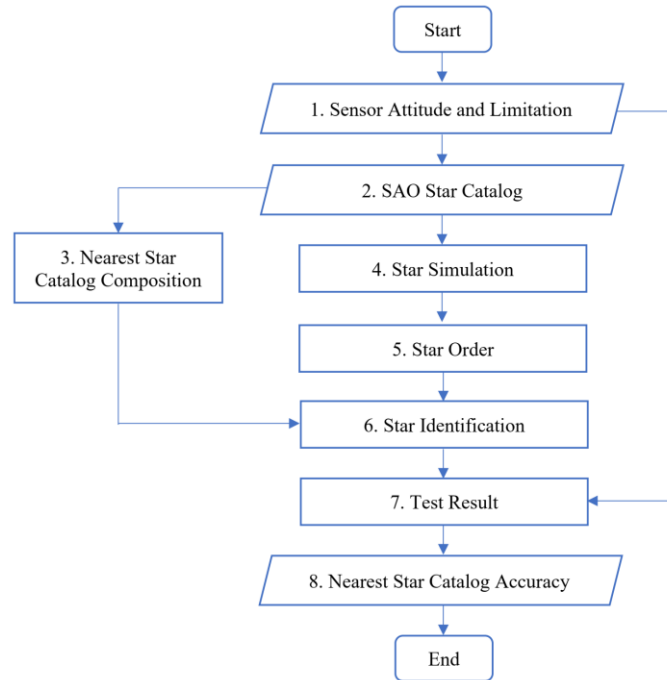 Start
1. Sensor Attitude and Limitation
2. SAO Star Catalog
3. Nearest Star
Catalog Composition
4. Star Simulation
5. Star Order
6. Star Identification
7. Test Result
8. Nearest Star Catalog Accuracy
End